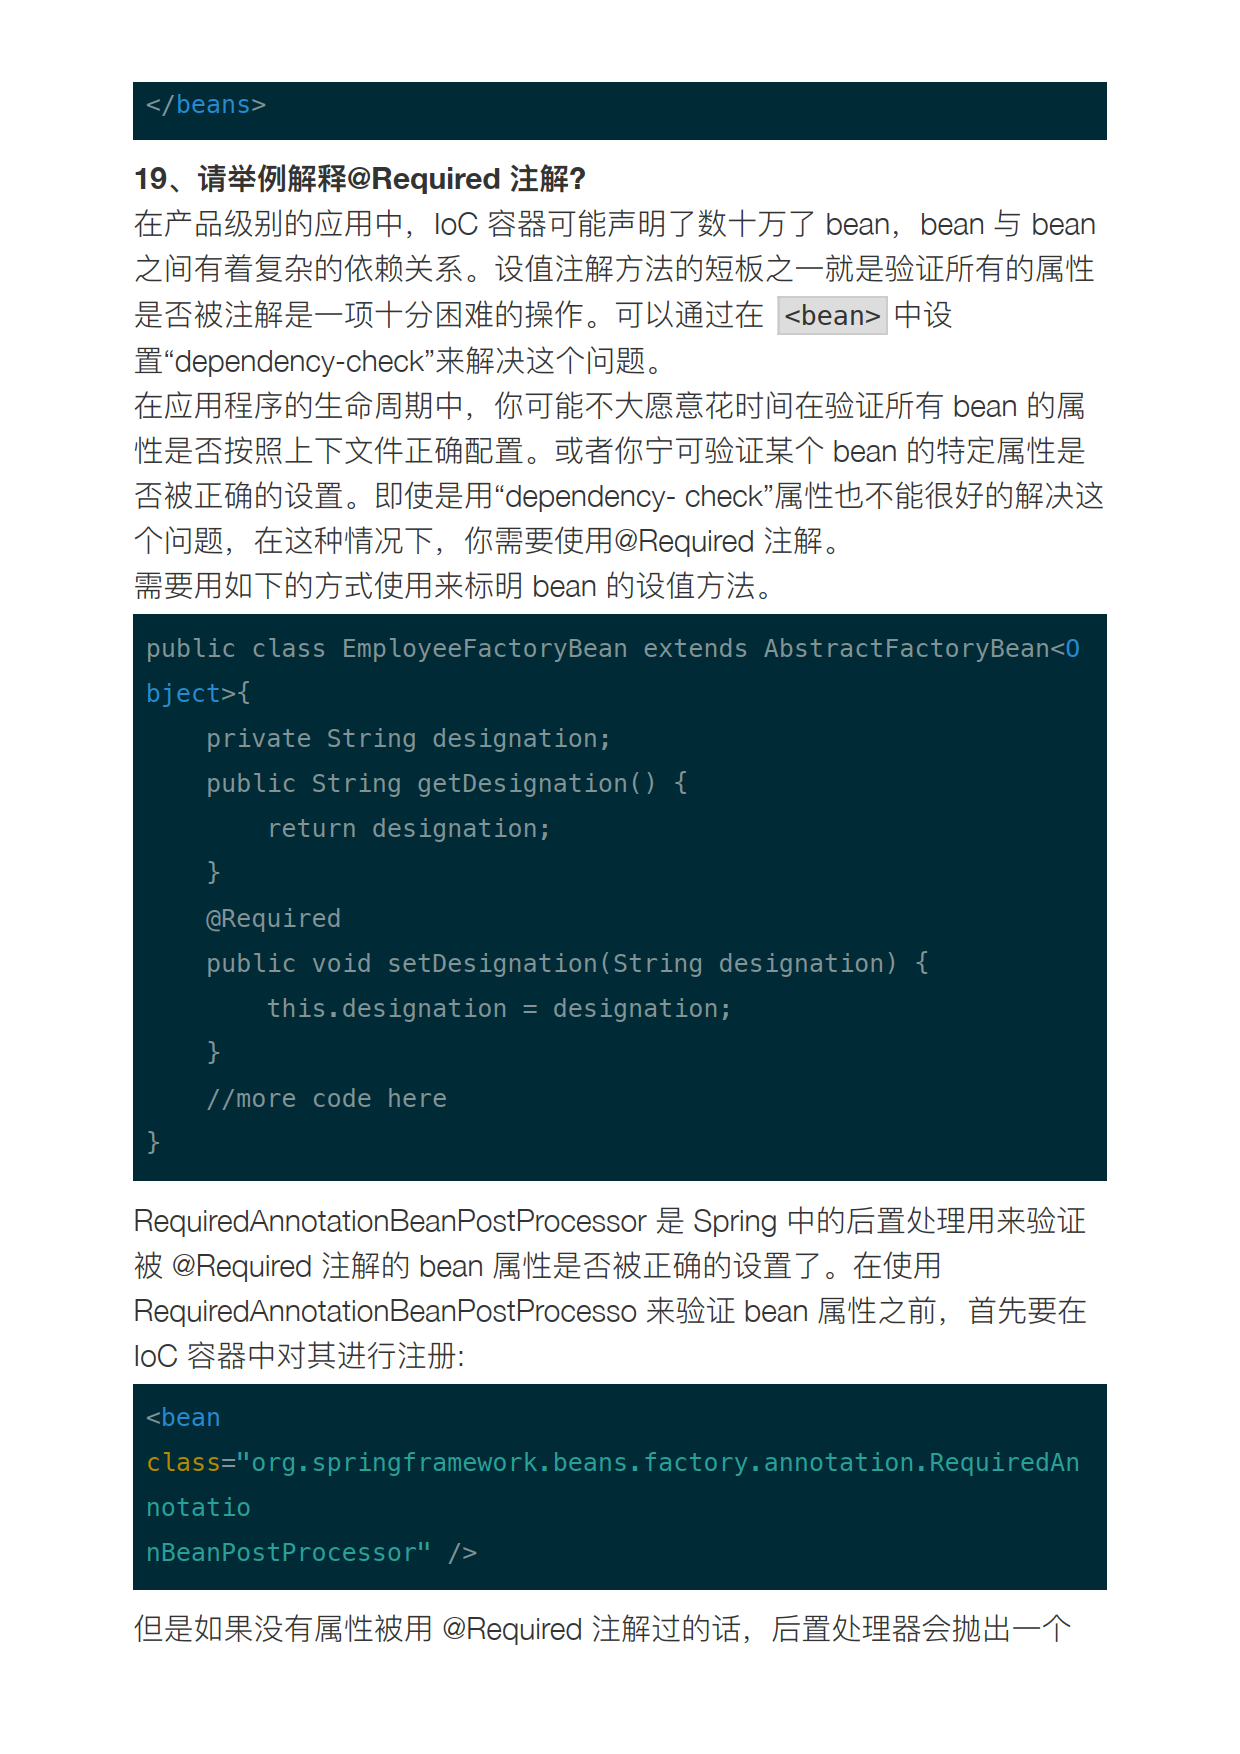 </beans>
19、请举例解释@Required 注解?
在产品级别的应用中，IoC 容器可能声明了数十万了 bean，bean 与 bean
之间有着复杂的依赖关系。设值注解方法的短板之一就是验证所有的属性
是否被注解是一项十分困难的操作。可以通过在 <bean> 中设
置“dependency-check”来解决这个问题。
在应用程序的生命周期中，你可能不大愿意花时间在验证所有 bean 的属
性是否按照上下文件正确配置。或者你宁可验证某个 bean 的特定属性是
否被正确的设置。即使是用“dependency- check”属性也不能很好的解决这
个问题，在这种情况下，你需要使用@Required 注解。
需要用如下的方式使用来标明 bean 的设值方法。
public class EmployeeFactoryBean extends AbstractFactoryBean<O
bject>{
    private String designation;
    public String getDesignation() {
        return designation;
    }
    @Required
    public void setDesignation(String designation) {
        this.designation = designation;
    }
    //more code here
}
RequiredAnnotationBeanPostProcessor 是 Spring 中的后置处理用来验证
被 @Required 注解的 bean 属性是否被正确的设置了。在使用
RequiredAnnotationBeanPostProcesso 来验证 bean 属性之前，首先要在
IoC 容器中对其进行注册:
<bean
class="org.springframework.beans.factory.annotation.RequiredAn
notatio
nBeanPostProcessor" />
但是如果没有属性被用 @Required 注解过的话，后置处理器会抛出一个